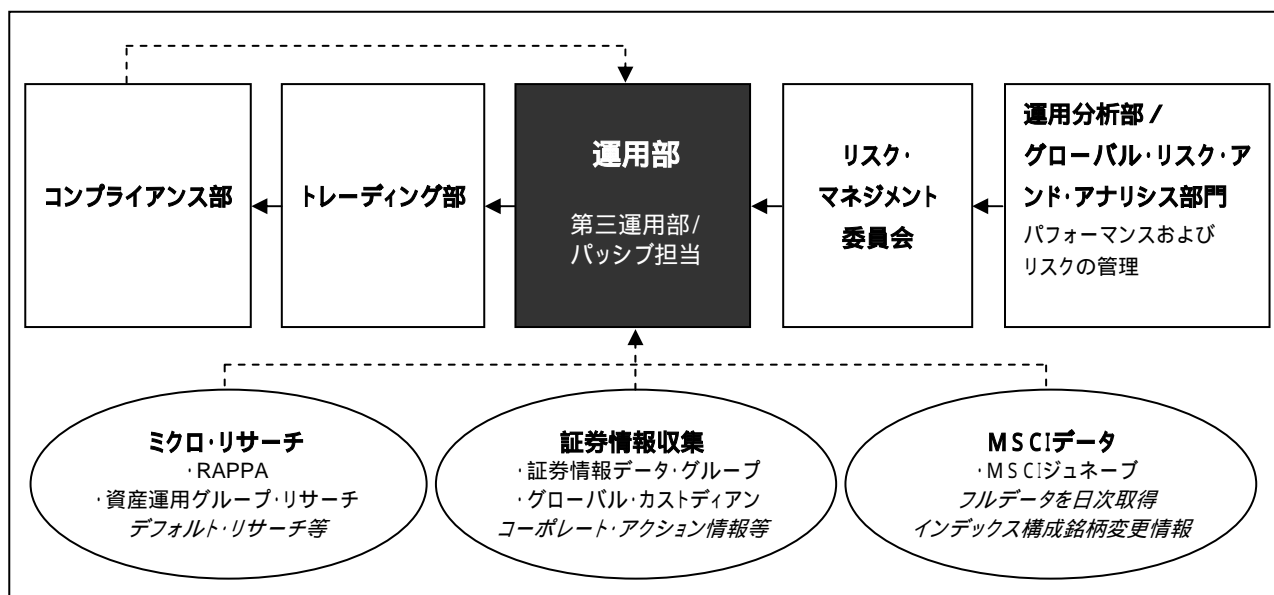 コンプライアンス部
トレーディング部
運用部
第三運用部/
パッシブ担当
リスク・
マネジメント
委員会
運用分析部/
グローバル・リスク・ア
ンド・アナリシス部門
パフォーマンスおよび
リスクの管理
ミクロ・リサーチ
・RAPPA
・資産運用グループ・リサーチ
デフォルト・リサーチ等
証券情報収集
・証券情報データ・グループ
・グローバル・カストディアン
コーポレート・アクション情報等
MSCIデータ
・MSCIジュネーブ
フルデータを日次取得
インデックス構成銘柄変更情報